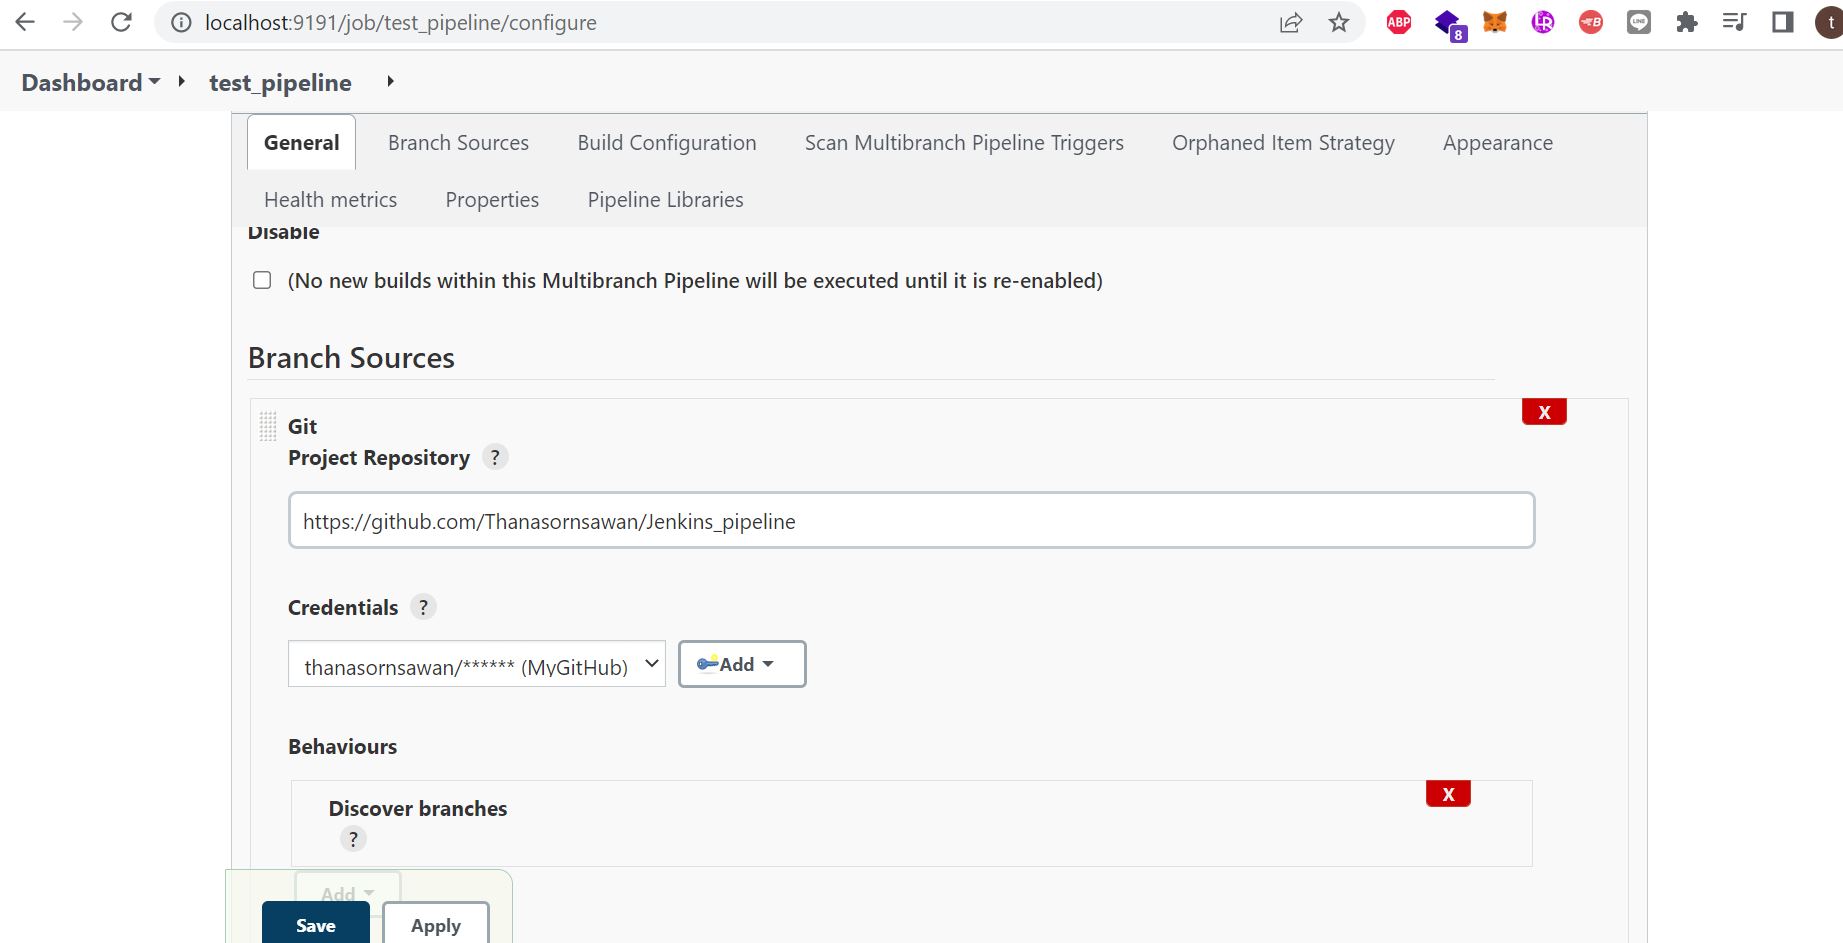 localhost:9191/job/test_pipeline/configure
ABP
8
LINE
t
Dashboard test_pipeline
General Branch Sources Build Configuration Scan Multibranch Pipeline Triggers Orphaned Item Strategy Appearance
Health metrics Properties Pipeline Libraries
Disable
(No new builds within this Multibranch Pipeline will be executed until it is re-enabled)
Branch Sources
X
Git
Project Repository ?
https://github.com/Thanasornsawan/Jenkins_pipeline
Credentials ?
thanasornsawan/****** (MyGitHub) Add
Behaviours
X
Discover branches
?
Add
Save Apply